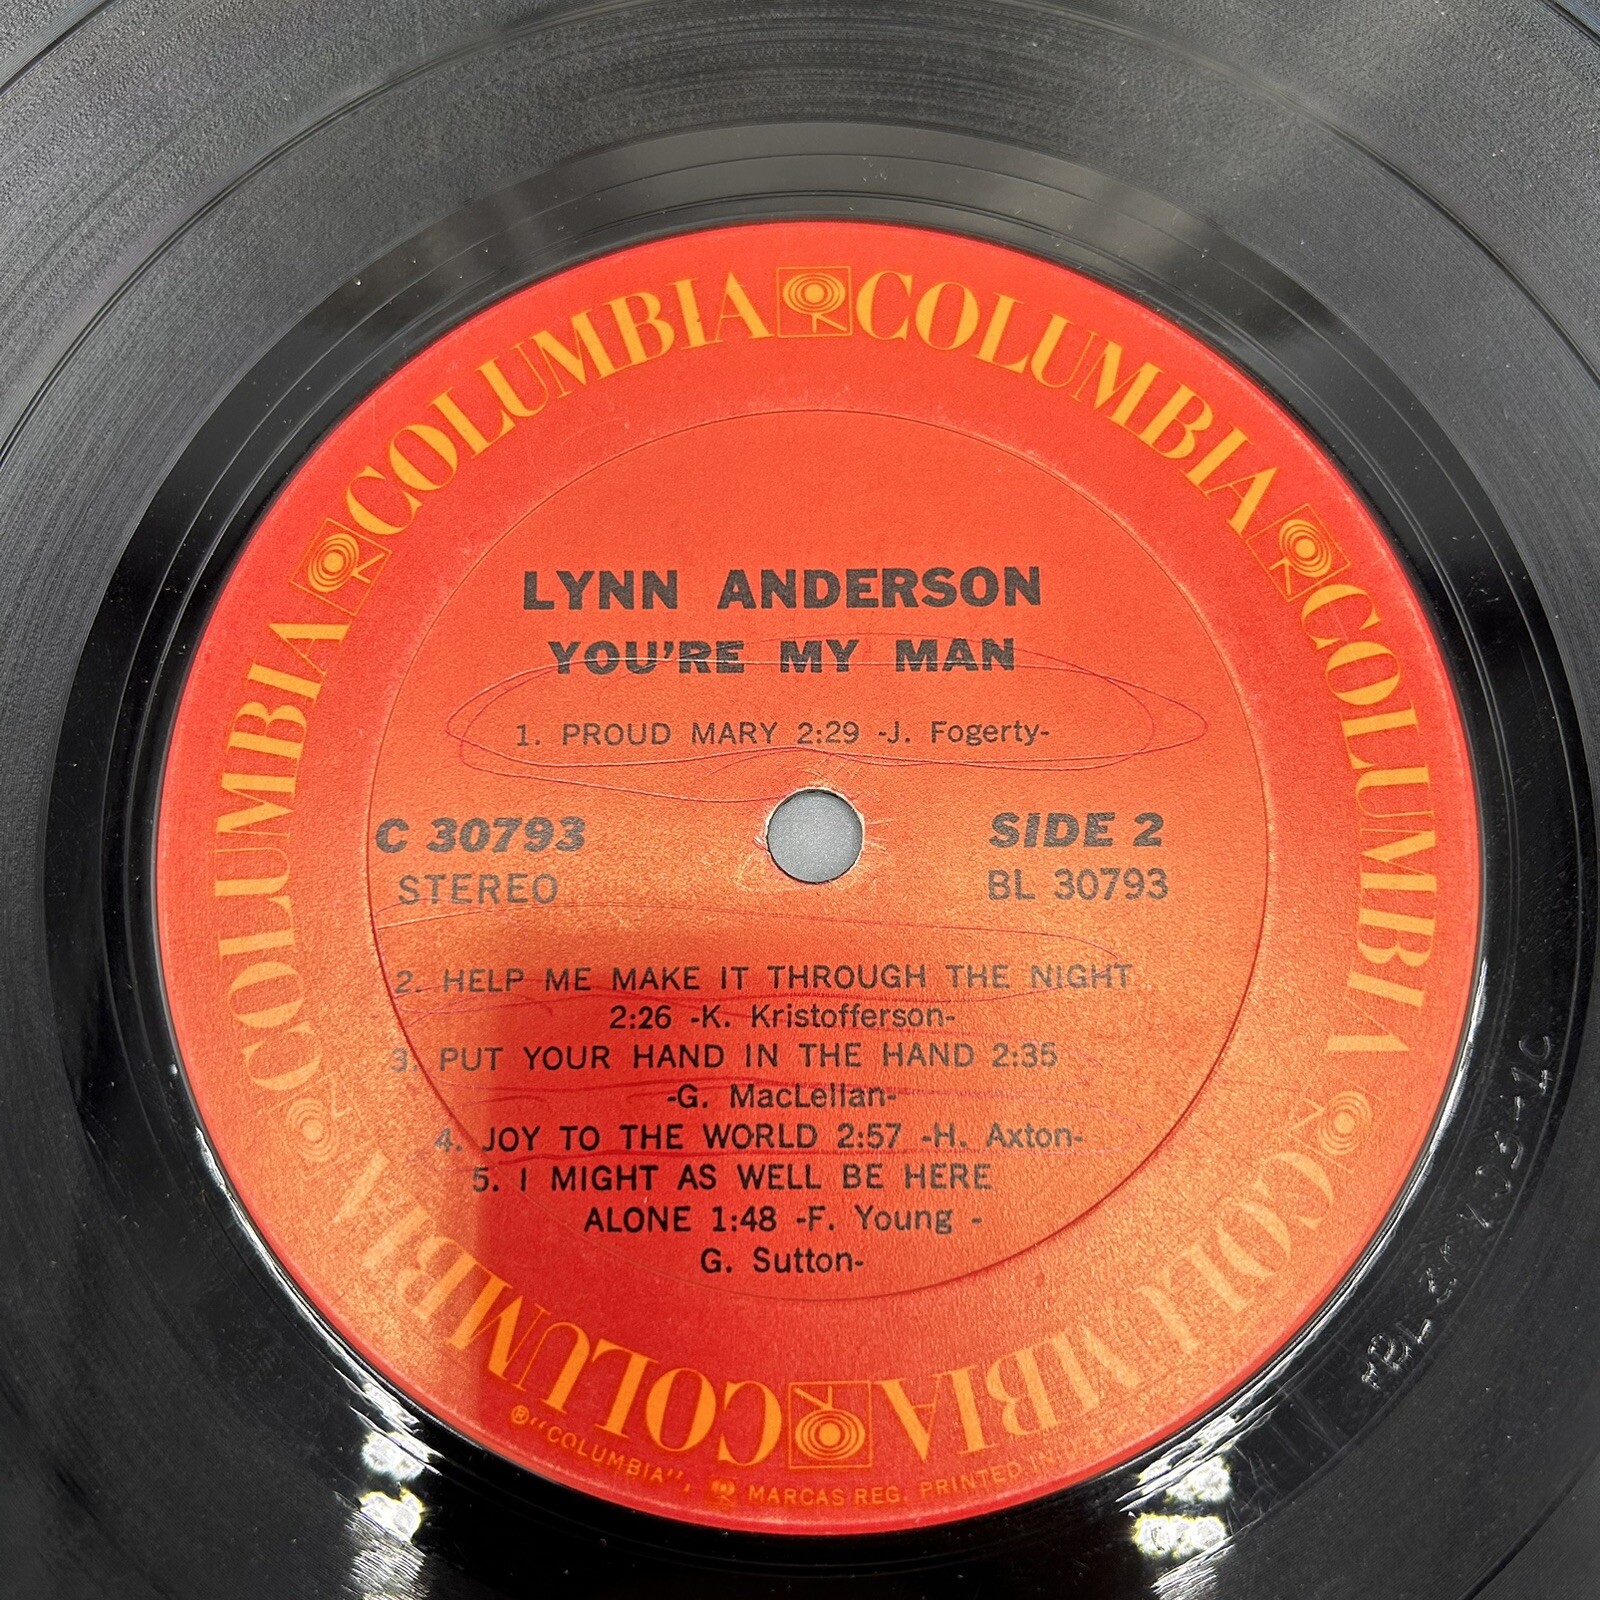 COLUMBIA COLUMBIA COLUMBIA COLUMBIA COLUMBIA COLUMBIA
LYNN ANDERSON
YOU'RE MY MAN
1. PROUD MARY 2:29 -J. Fogerty-
C 30793
STEREO
SIDE 2
BL 30793
2. HELP ME MAKE IT THROUGH THE NIGHT
2:26 -K. Kristofferson-
3. PUT YOUR HAND IN THE HAND 2:35
-G. MacLellan-
4. JOY TO THE WORLD 2:57 -H. Axton-
5. I MIGHT AS WELL BE HERE
ALONE 1:48 -F. Young -
G. Sutton-
® "COLUMBIA", MARCAS REG. PRINTED IN